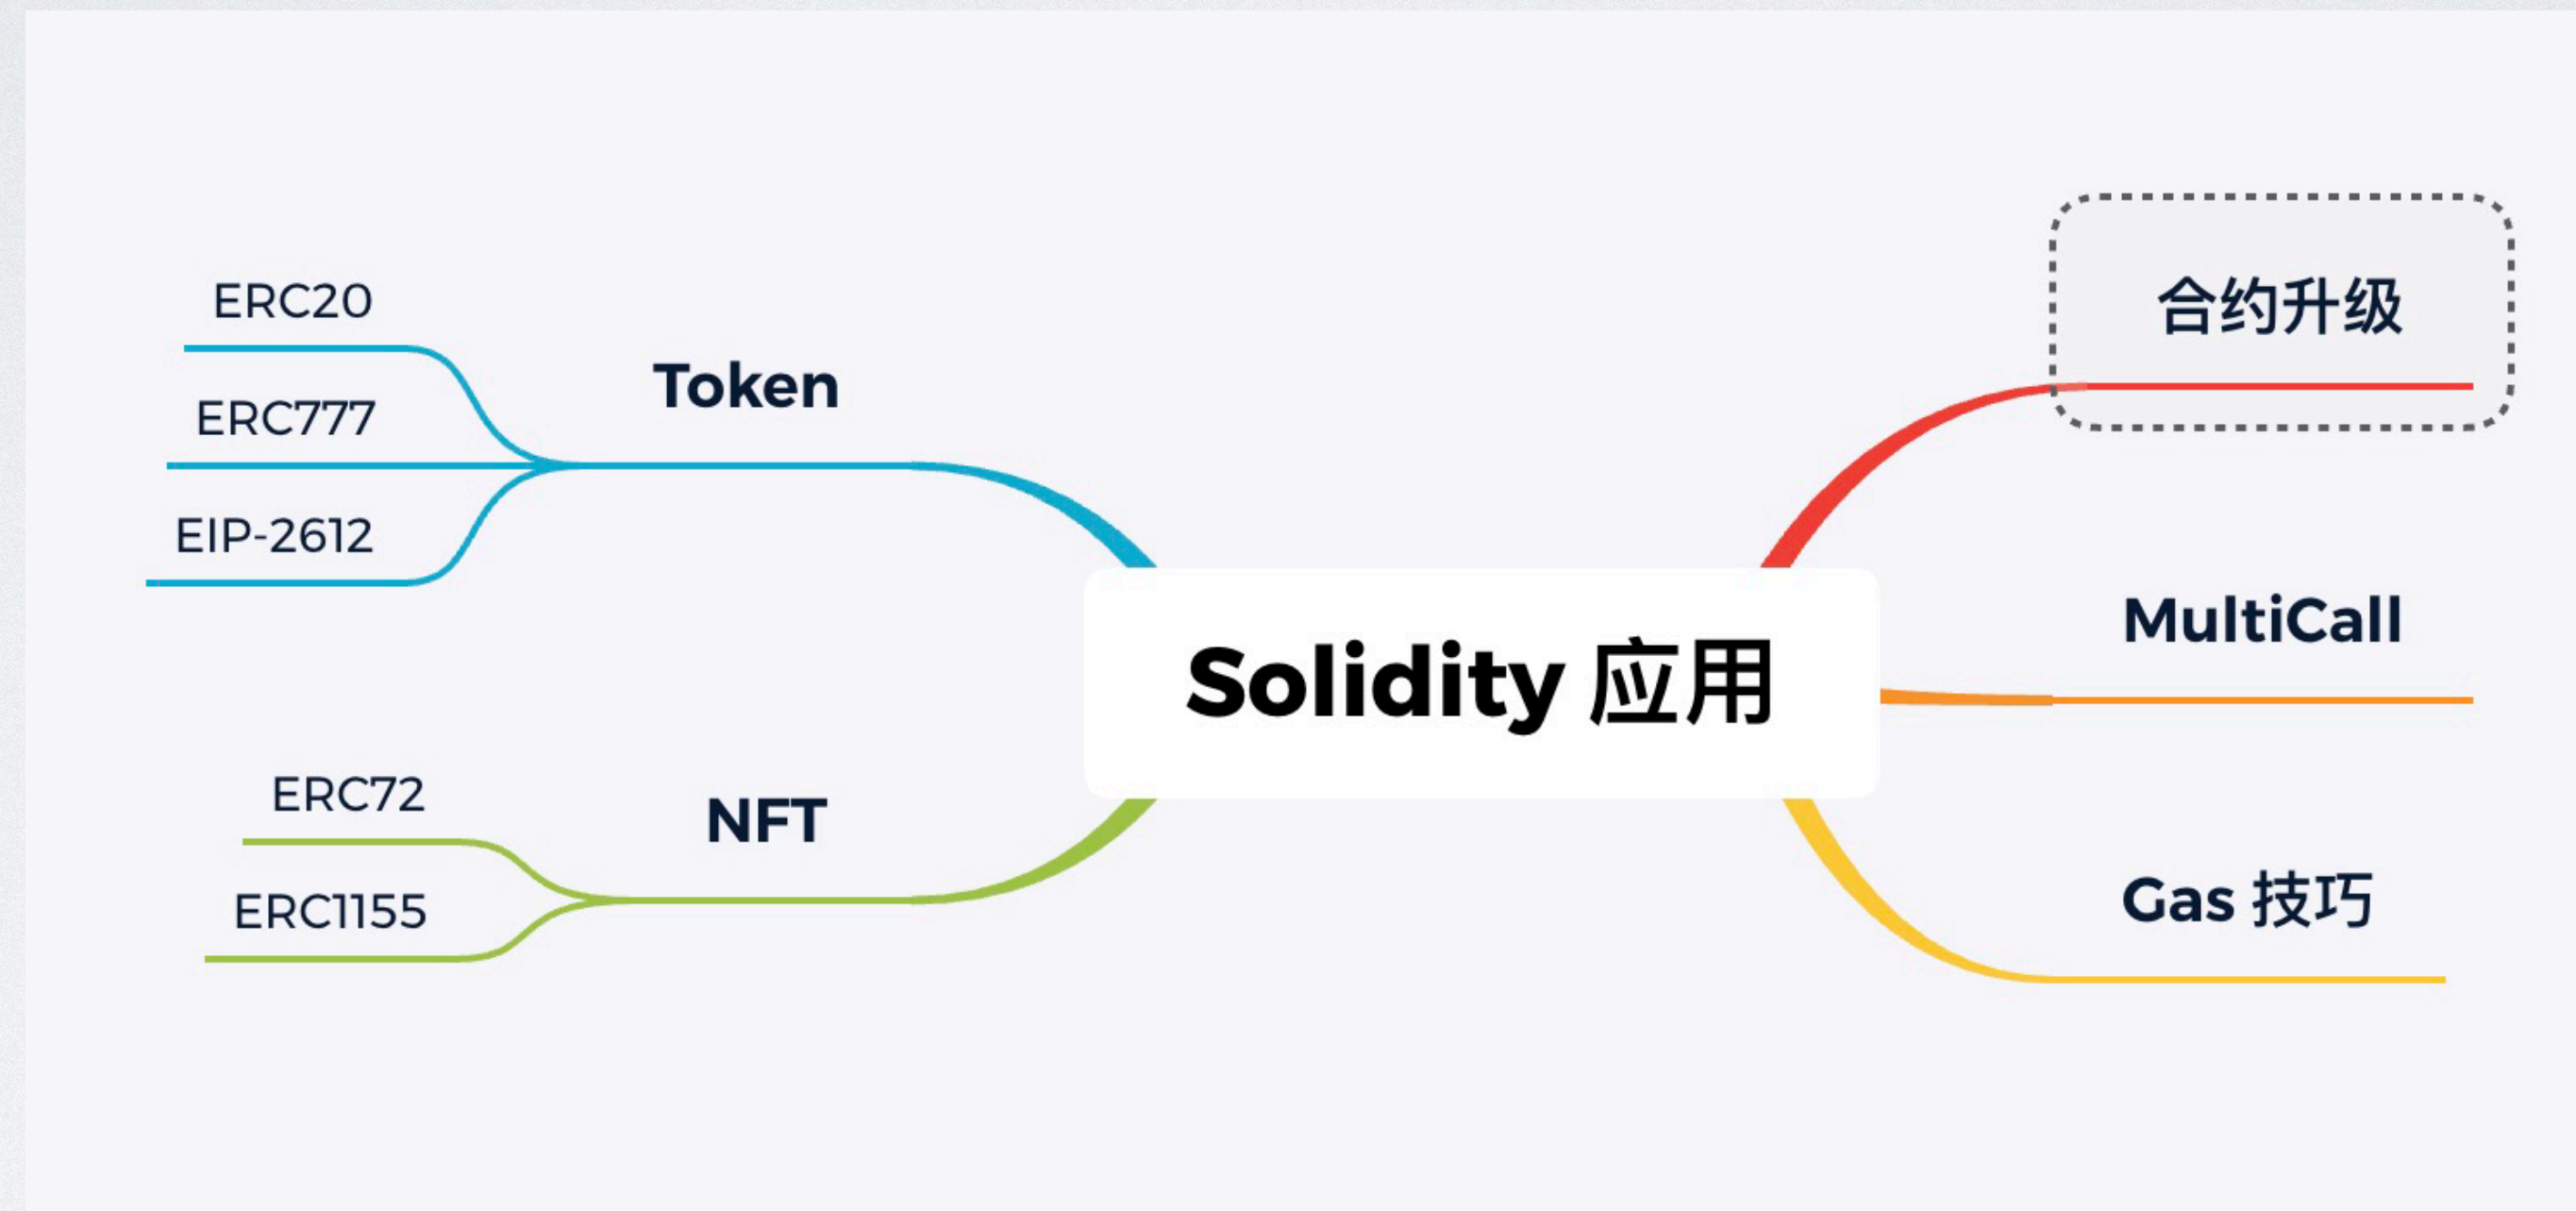 ERC20
ERC777
EIP-2612
Token
ERC72
ERC1155
NFT
Solidity 应用
合约升级
MultiCall
Gas 技巧